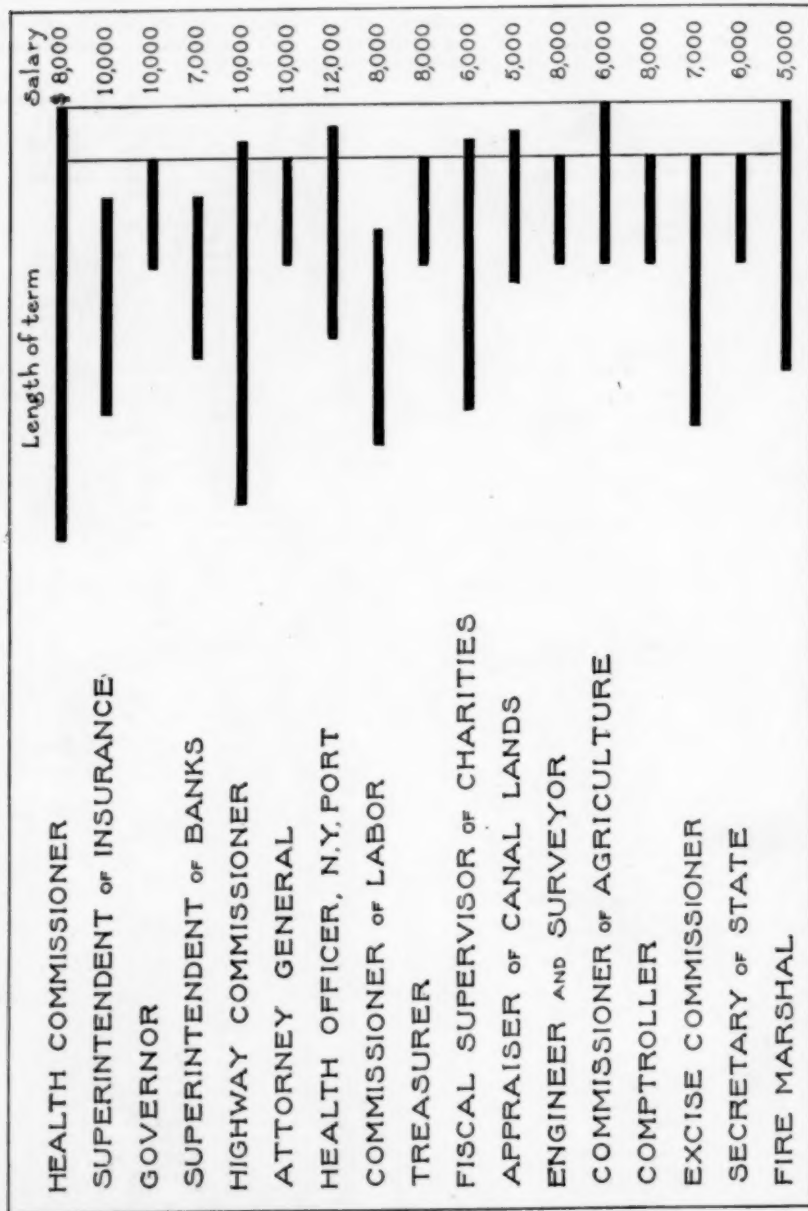 Length of term Salary
HEALTH COMMISSIONER $ 8,000
SUPERINTENDENT OF INSURANCE 10,000
GOVERNOR 10,000
SUPERINTENDENT OF BANKS 7,000
HIGHWAY COMMISSIONER 10,000
ATTORNEY GENERAL 10,000
HEALTH OFFICER, N.Y. PORT 12,000
COMMISSIONER OF LABOR 8,000
TREASURER 8,000
FISCAL SUPERVISOR OF CHARITIES 6,000
APPRAISER OF CANAL LANDS 5,000
ENGINEER AND SURVEYOR 8,000
COMMISSIONER OF AGRICULTURE 6,000
COMPTROLLER 8,000
EXCISE COMMISSIONER 7,000
SECRETARY OF STATE 6,000
FIRE MARSHAL 5,000